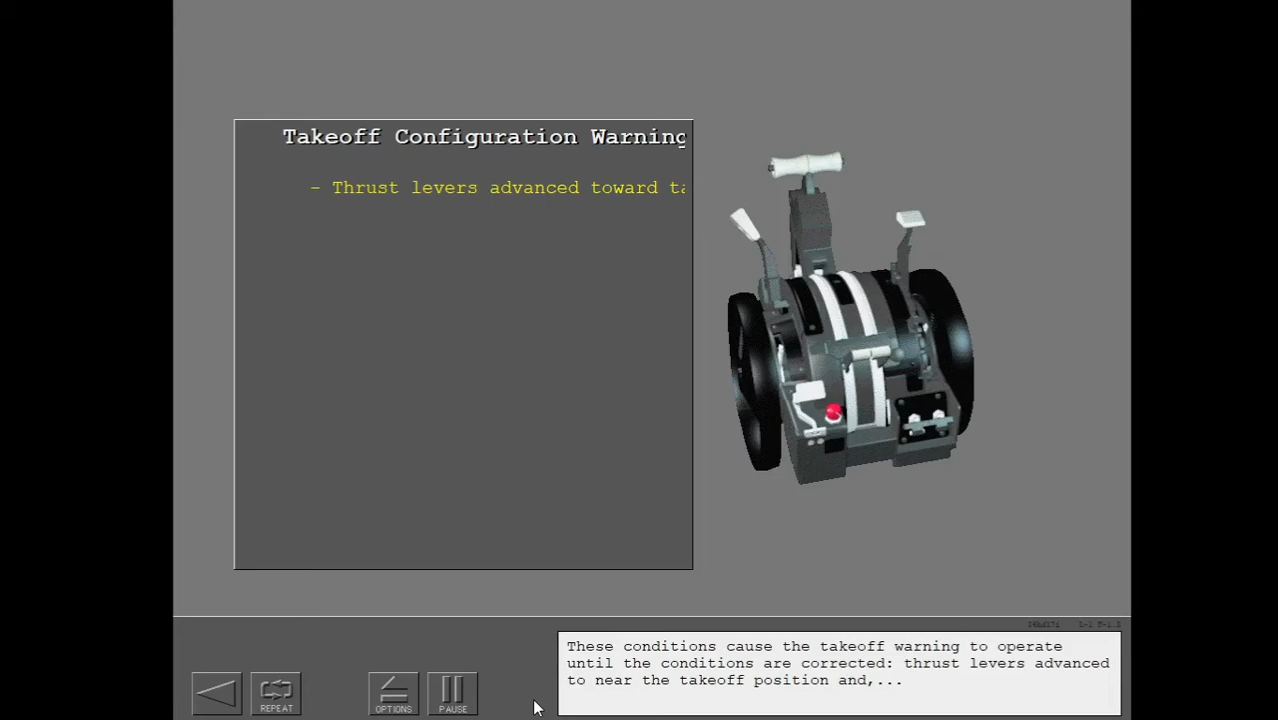 Takeoff Configuration Warning
- Thrust levers advanced toward ta
These conditions cause the takeoff warning to operate
until the conditions are corrected: thrust levers advanced
to near the takeoff position and,...
REPEAT
OPTIONS
PAUSE